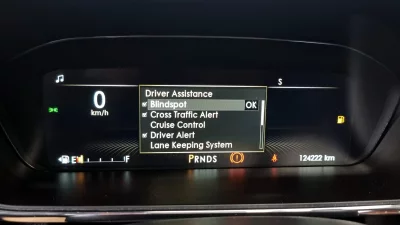 S
0
km/h
Driver Assistance
Blindspot OK
Cross Traffic Alert
Cruise Control
Driver Alert
Lane Keeping System
E F
PRNDS
124222 km